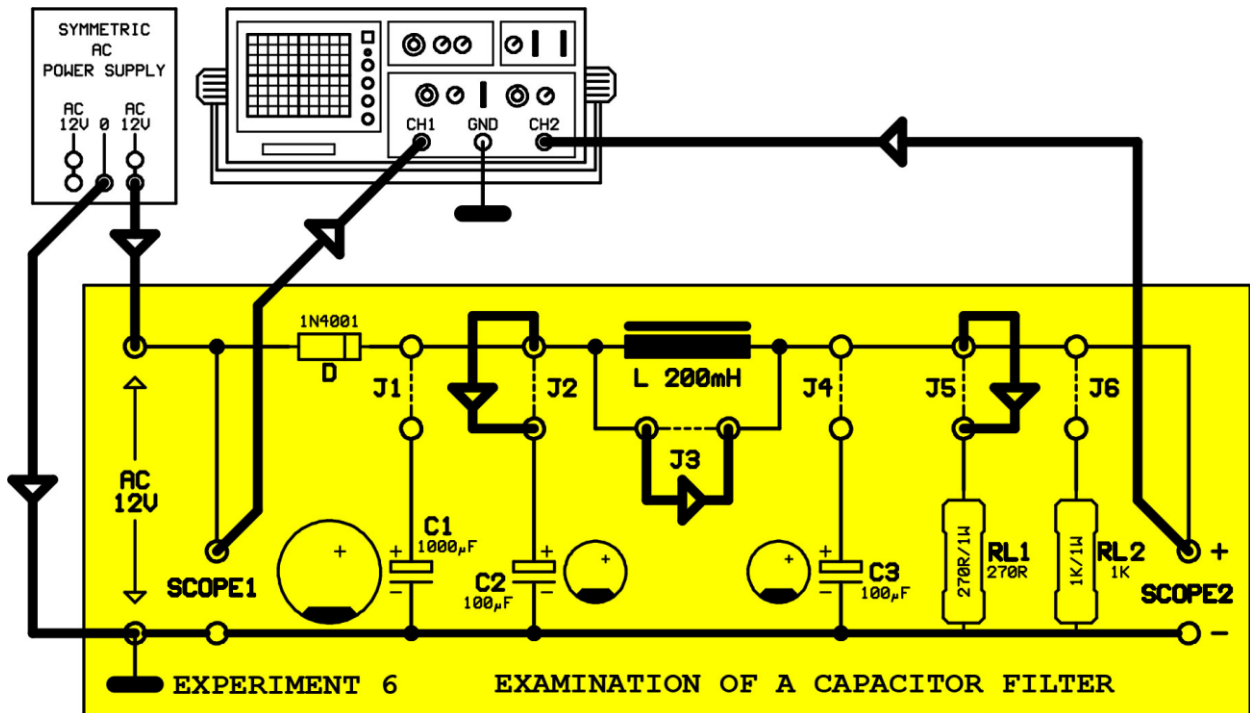 SYMMETRIC
AC
POWER SUPPLY
AC 0 AC
12V 12V
CH1 GND CH2
1N4001
D
J1
J2
L 200mH
J3
J4
J5
J6
AC
12V
SCOPE1
+
C1
1000µF
+
-
C2
100µF
+
-
+
+
C3
100µF
+
-
270R/1W
RL1
270R
1K/1W
RL2
1K
+
SCOPE2
-
EXPERIMENT 6 EXAMINATION OF A CAPACITOR FILTER